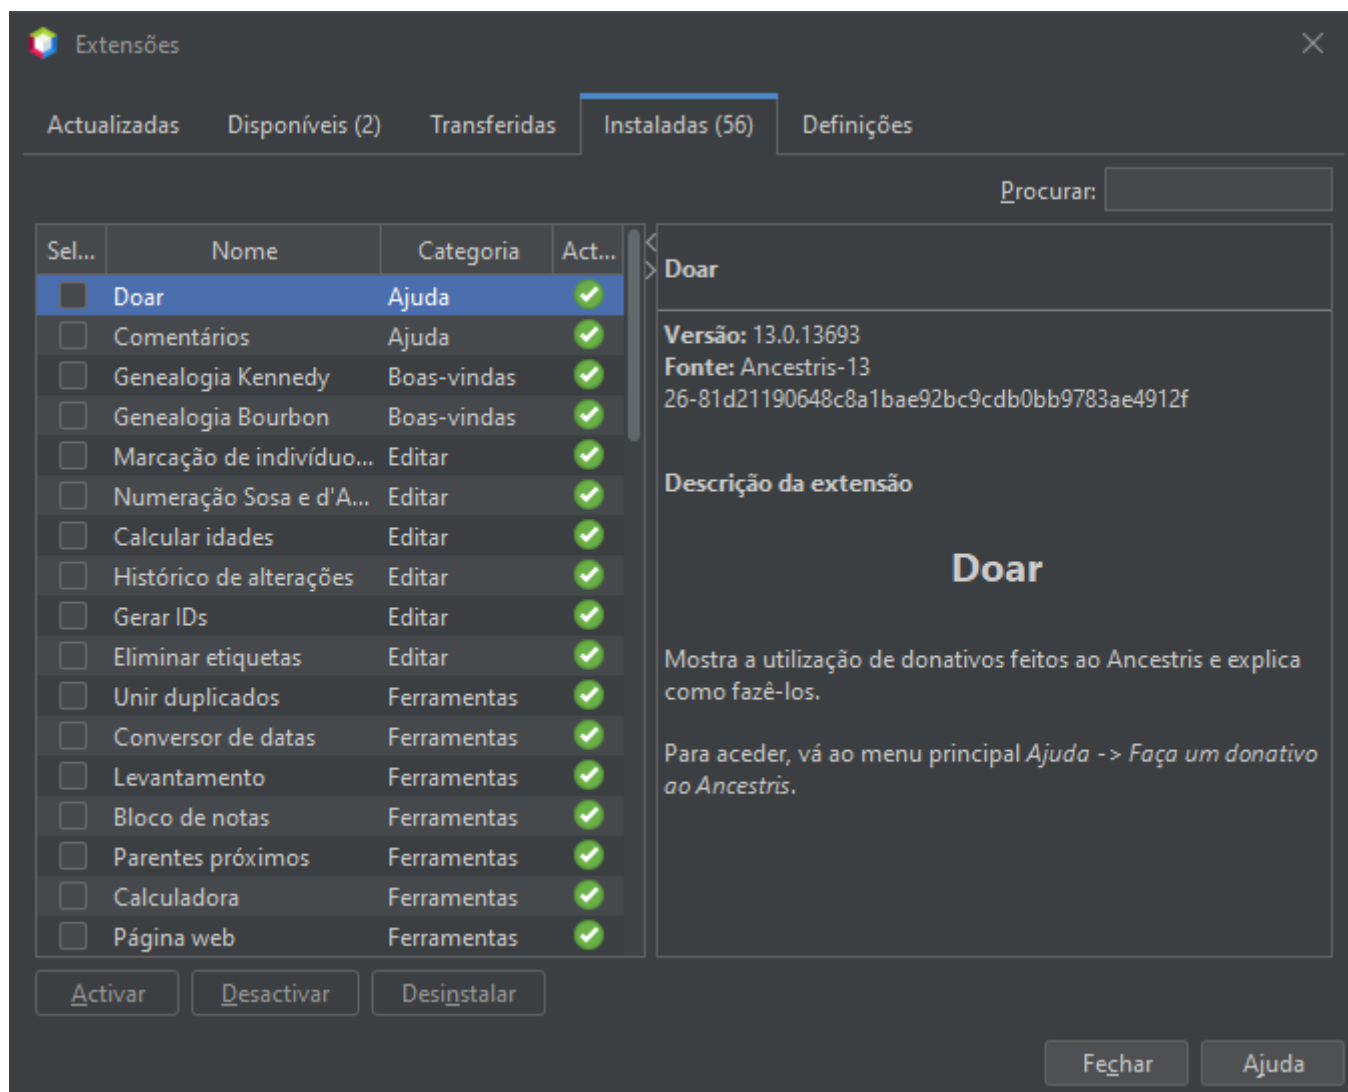 Extensões
Actualizadas Disponíveis (2) Transferidas Instaladas (56) Definições
Procurar:
Sel... Nome Categoria Act...
Doar Ajuda
Comentários Ajuda
Genealogia Kennedy Boas-vindas
Genealogia Bourbon Boas-vindas
Marcação de indivíduo... Editar
Numeração Sosa e d'A... Editar
Calcular idades Editar
Histórico de alterações Editar
Gerar IDs Editar
Eliminar etiquetas Editar
Unir duplicados Ferramentas
Conversor de datas Ferramentas
Levantamento Ferramentas
Bloco de notas Ferramentas
Parentes próximos Ferramentas
Calculadora Ferramentas
Página web Ferramentas
Doar
Versão: 13.0.13693
Fonte: Ancestris-13
26-81d21190648c8a1bae92bc9cdb0bb9783ae4912f
Descrição da extensão
Doar
Mostra a utilização de donativos feitos ao Ancestris e explica
como fazê-los.
Para aceder, vá ao menu principal Ajuda -> Faça um donativo
ao Ancestris.
Activar Desactivar Desinstalar
Fechar Ajuda